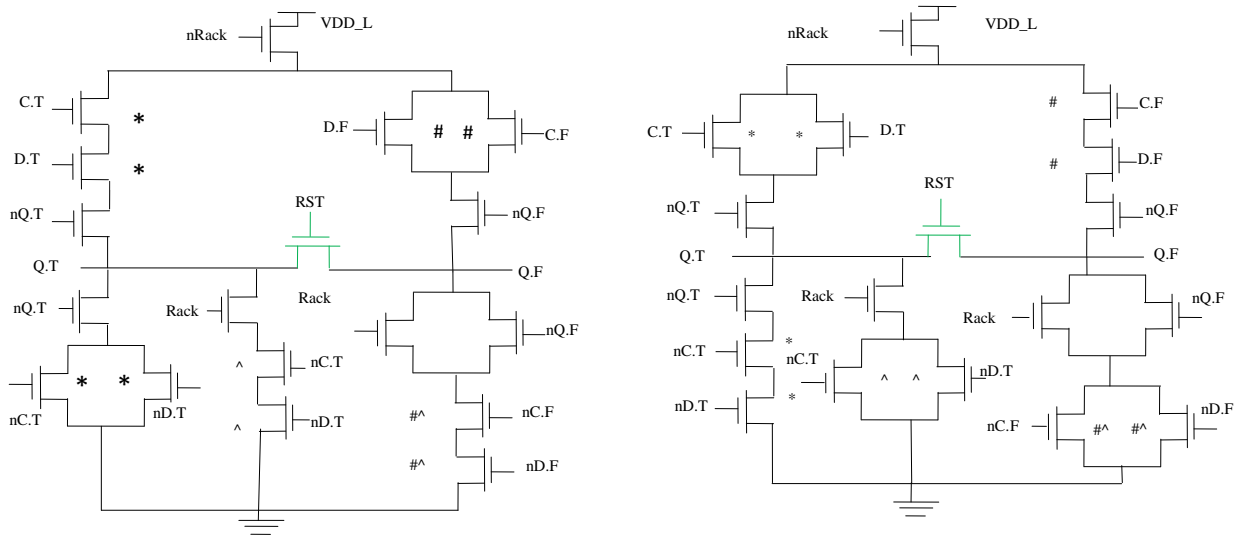 VDD_L
nRack
C.T
*
D.F
# #
C.F
D.T
*
nQ.T
RST
nQ.F
Q.T
Q.F
nQ.T
Rack
Rack
nQ.F
* *
^
nC.T
nC.T
nD.T
^
nD.T
#^
nC.F
#^
nD.F
VDD_L
nRack
C.T
* *
D.T
#
C.F
#
D.F
nQ.T
RST
nQ.F
Q.T
Q.F
nQ.T
Rack
Rack
nQ.F
nC.T
*
nC.T
^ ^
nD.T
nD.T
*
nC.F
#^ #^
nD.F